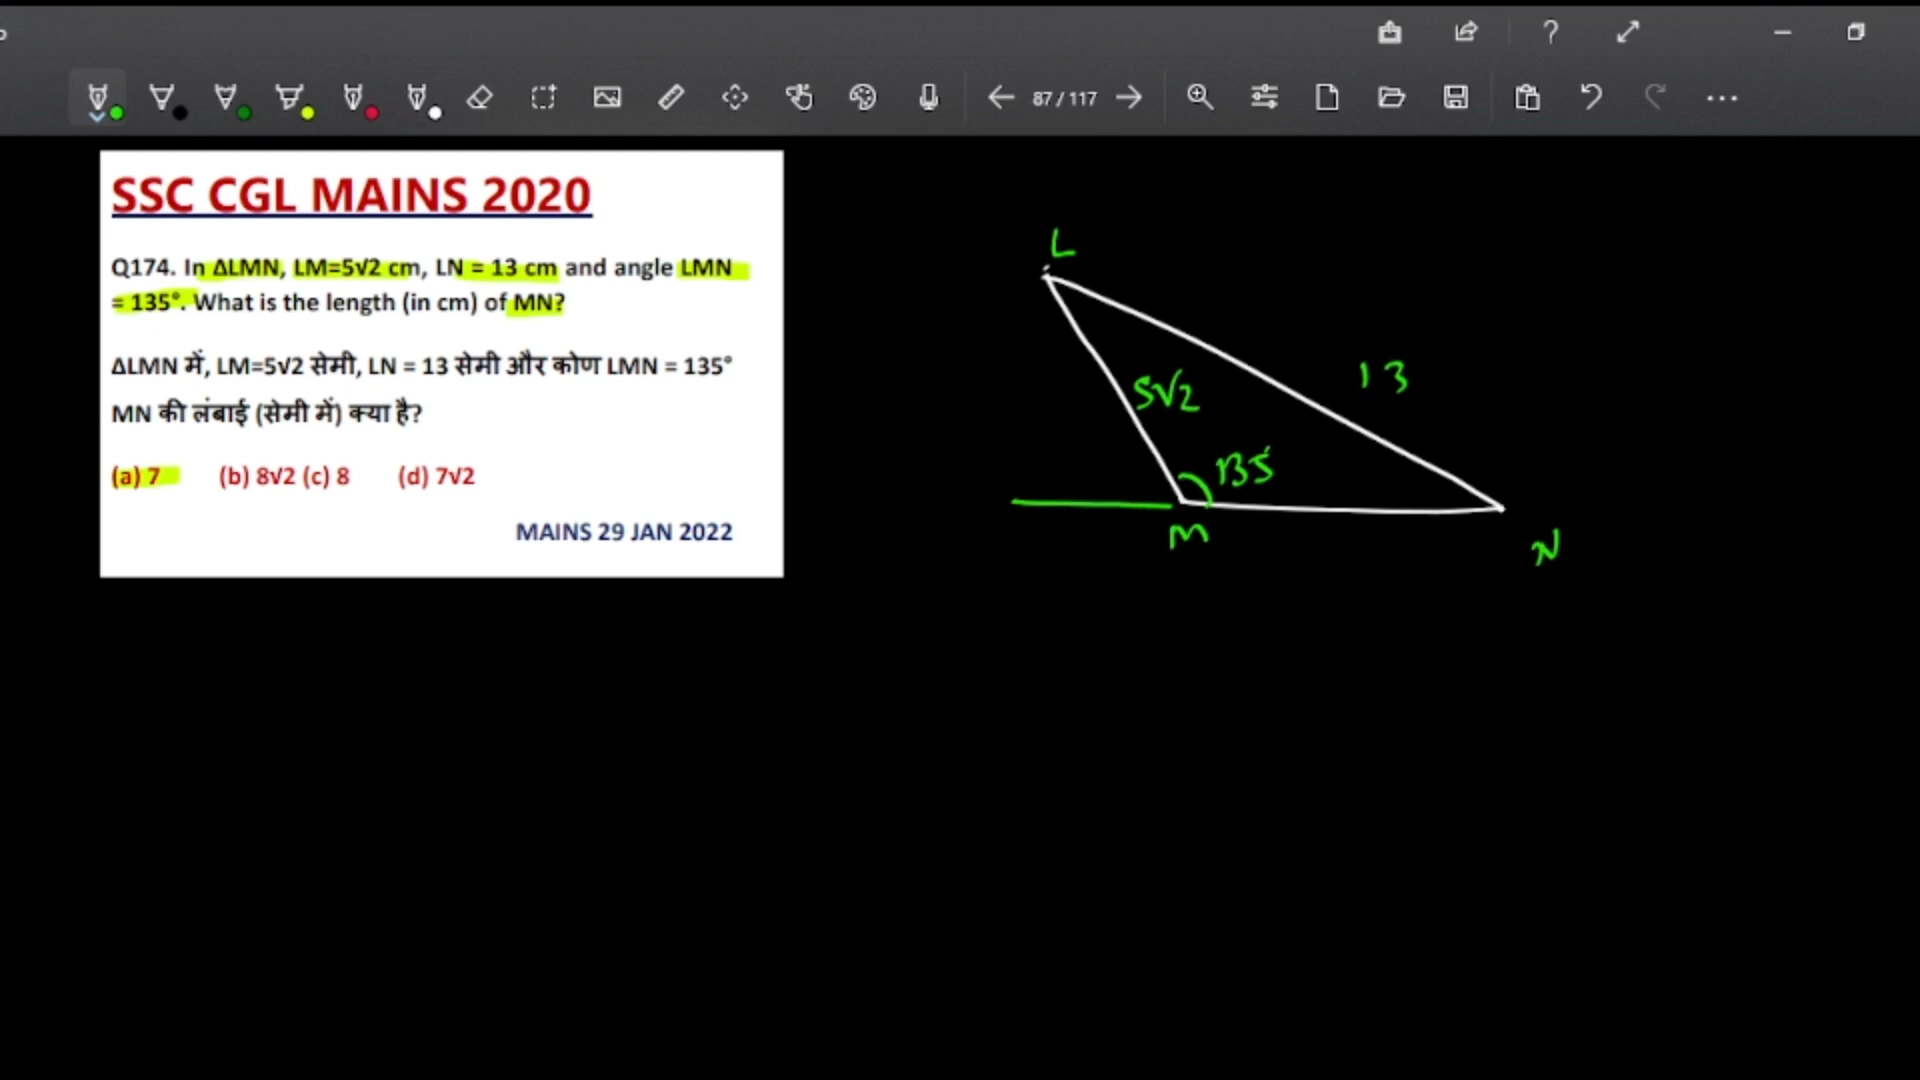 87 / 117
SSC CGL MAINS 2020
Q174. In ΔLMN, LM=5√2 cm, LN = 13 cm and angle LMN
= 135°. What is the length (in cm) of MN?
ΔLMN में, LM=5√2 सेमी, LN = 13 सेमी और कोण LMN = 135°
MN की लंबाई (सेमी में) क्या है?
(a) 7 (b) 8√2 (c) 8 (d) 7√2
MAINS 29 JAN 2022
L
5√2
13
135
M
N